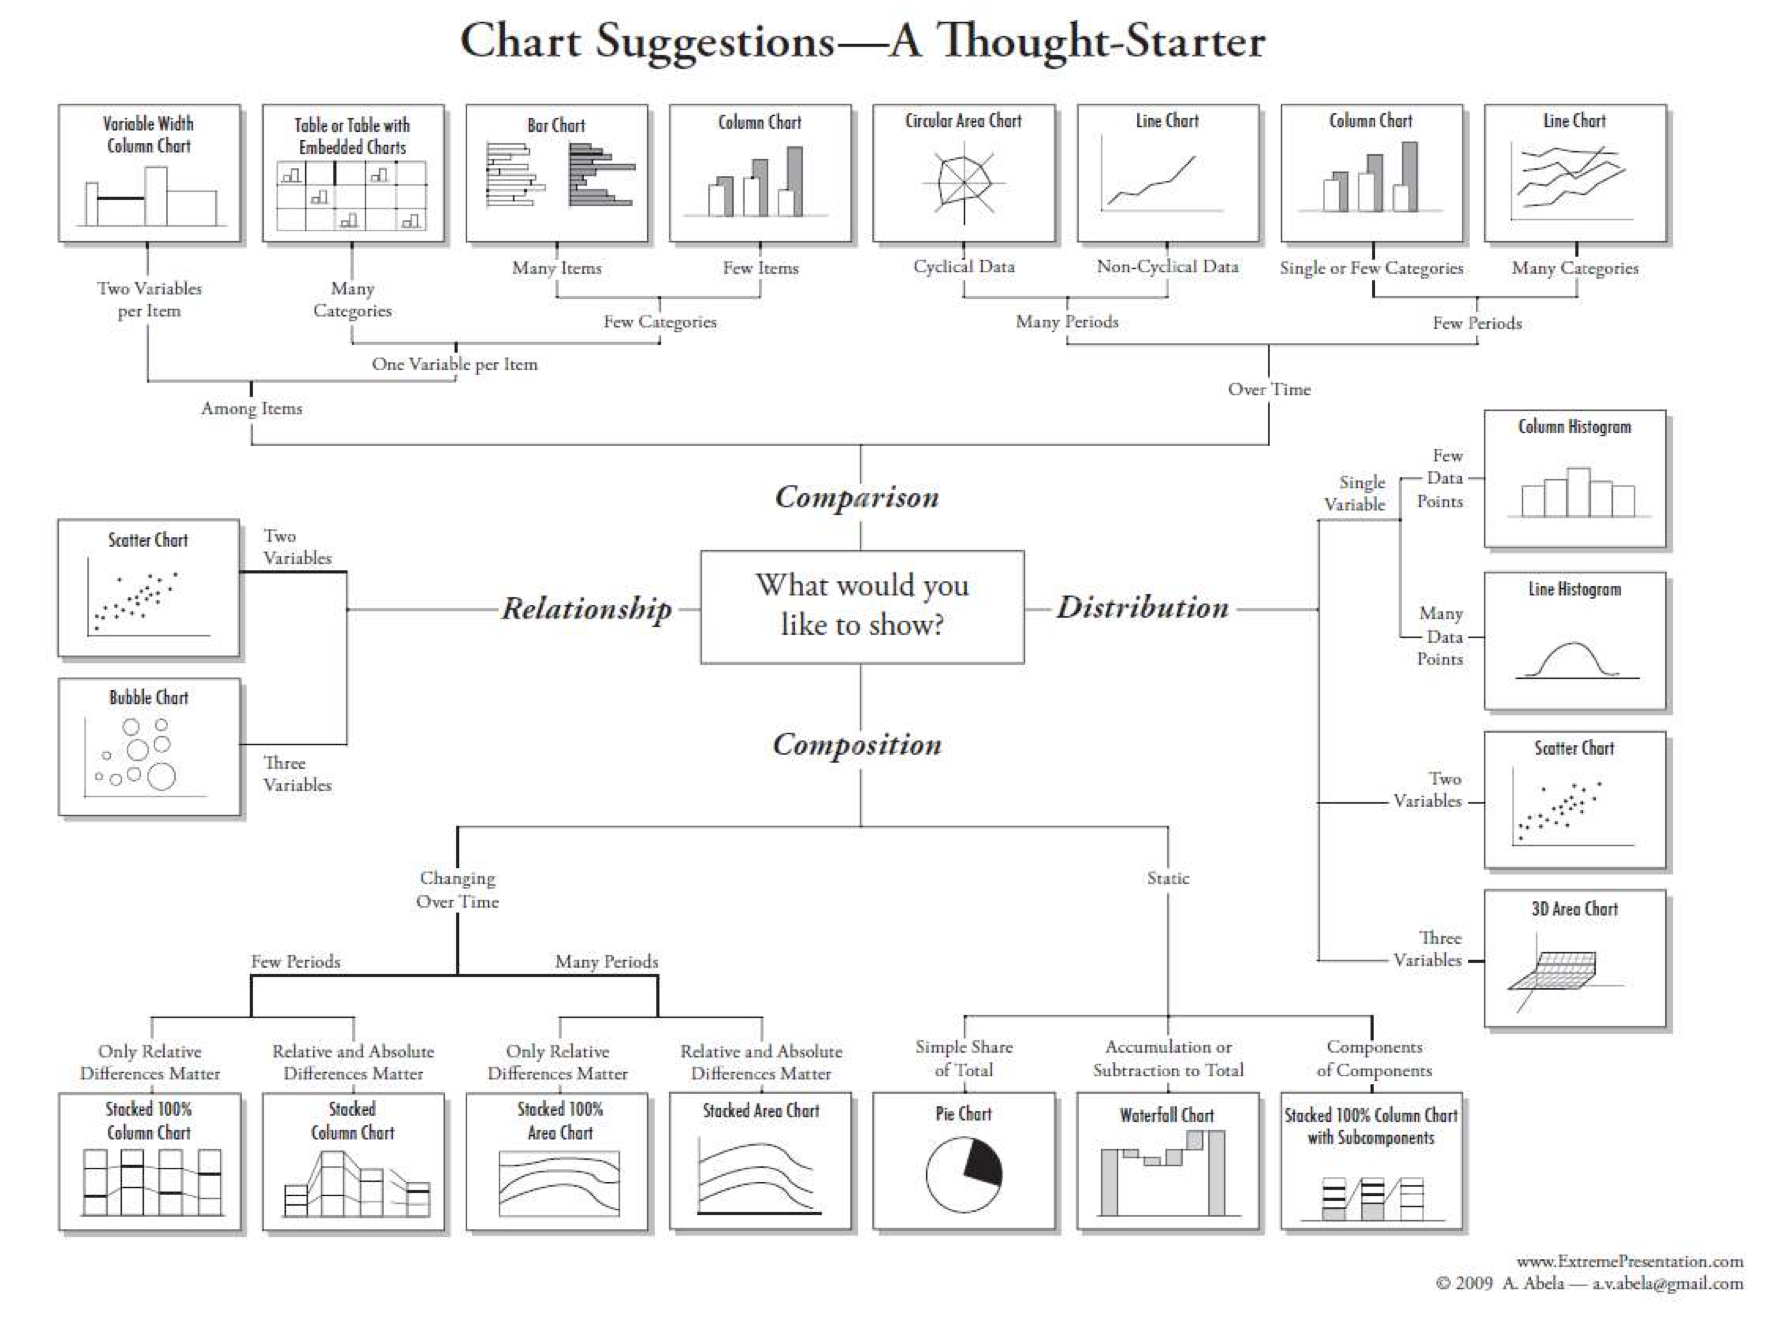 Chart Suggestions—A Thought-Starter
Variable Width
Column Chart
Table or Table with
Embedded Charts
Bar Chart
Column Chart
Circular Area Chart
Line Chart
Column Chart
Line Chart
Two Variables
per Item
Many
Categories
Many Items
Few Items
Cyclical Data
Non-Cyclical Data
Single or Few Categories
Many Categories
Few Categories
Many Periods
Few Periods
One Variable per Item
Over Time
Among Items
Comparison
What would you
like to show?
Relationship
Two
Variables
Scatter Chart
Three
Variables
Bubble Chart
Distribution
Single
Variable
Few
Data
Points
Column Histogram
Many
Data
Points
Line Histogram
Two
Variables
Scatter Chart
Three
Variables
3D Area Chart
Composition
Changing
Over Time
Static
Few Periods
Many Periods
Only Relative
Differences Matter
Relative and Absolute
Differences Matter
Only Relative
Differences Matter
Relative and Absolute
Differences Matter
Simple Share
of Total
Accumulation or
Subtraction to Total
Components
of Components
Stacked 100%
Column Chart
Stacked
Column Chart
Stacked 100%
Area Chart
Stacked Area Chart
Pie Chart
Waterfall Chart
Stacked 100% Column Chart
with Subcomponents
www.ExtremePresentation.com
© 2009 A. Abela — a.v.abela@gmail.com